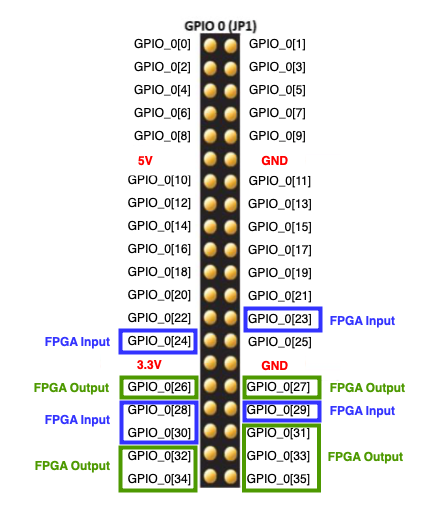 GPIO 0 (JP1)
GPIO_0[0] GPIO_0[1]
GPIO_0[2] GPIO_0[3]
GPIO_0[4] GPIO_0[5]
GPIO_0[6] GPIO_0[7]
GPIO_0[8] GPIO_0[9]
5V GND
GPIO_0[10] GPIO_0[11]
GPIO_0[12] GPIO_0[13]
GPIO_0[14] GPIO_0[15]
GPIO_0[16] GPIO_0[17]
GPIO_0[18] GPIO_0[19]
GPIO_0[20] GPIO_0[21]
GPIO_0[22] GPIO_0[23] FPGA Input
FPGA Input GPIO_0[24] GPIO_0[25]
3.3V GND
FPGA Output GPIO_0[26] GPIO_0[27] FPGA Output
GPIO_0[28] GPIO_0[29] FPGA Input
FPGA Input
GPIO_0[30] GPIO_0[31]
GPIO_0[32] GPIO_0[33] FPGA Output
FPGA Output
GPIO_0[34] GPIO_0[35]